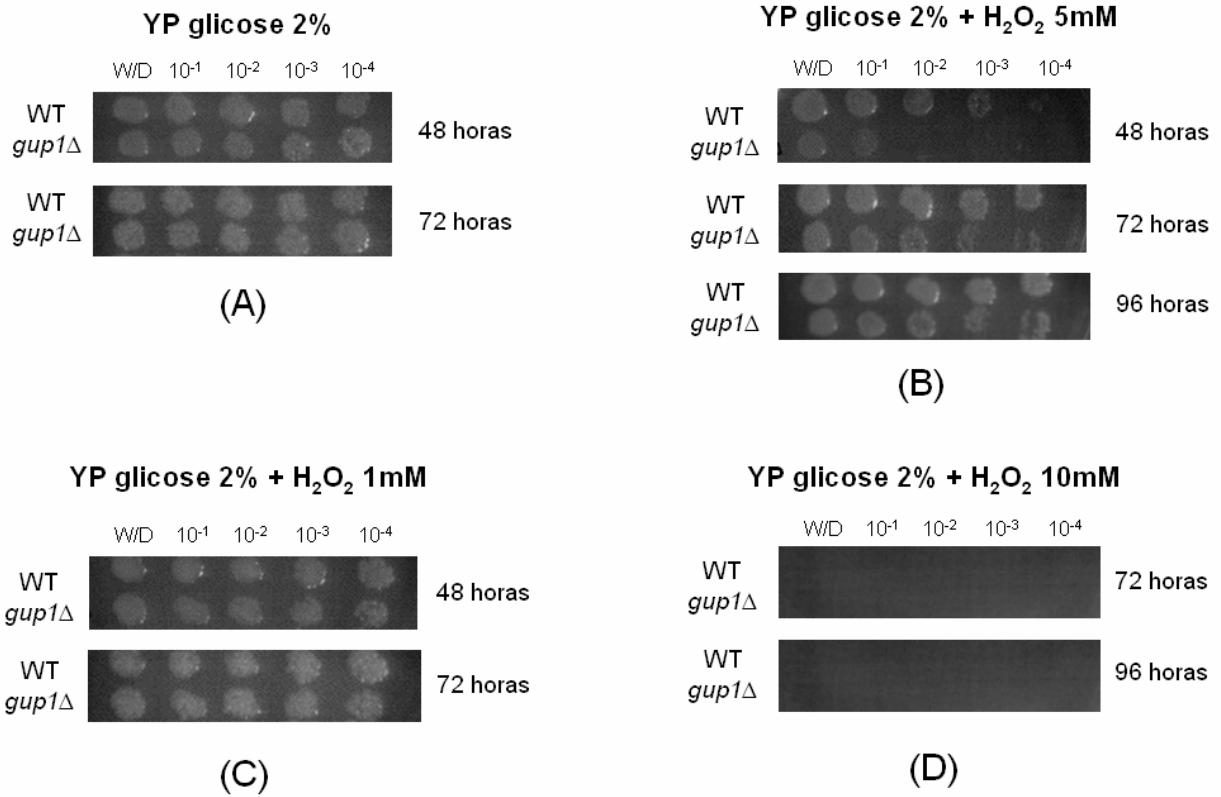 YP glicose 2%
W/D 10⁻¹ 10⁻² 10⁻³ 10⁻⁴
WT
gup1Δ
48 horas
WT
gup1Δ
72 horas
(A)
YP glicose 2% + H₂O₂ 5mM
W/D 10⁻¹ 10⁻² 10⁻³ 10⁻⁴
WT
gup1Δ
48 horas
WT
gup1Δ
72 horas
WT
gup1Δ
96 horas
(B)
YP glicose 2% + H₂O₂ 1mM
W/D 10⁻¹ 10⁻² 10⁻³ 10⁻⁴
WT
gup1Δ
48 horas
WT
gup1Δ
72 horas
(C)
YP glicose 2% + H₂O₂ 10mM
W/D 10⁻¹ 10⁻² 10⁻³ 10⁻⁴
WT
gup1Δ
72 horas
WT
gup1Δ
96 horas
(D)